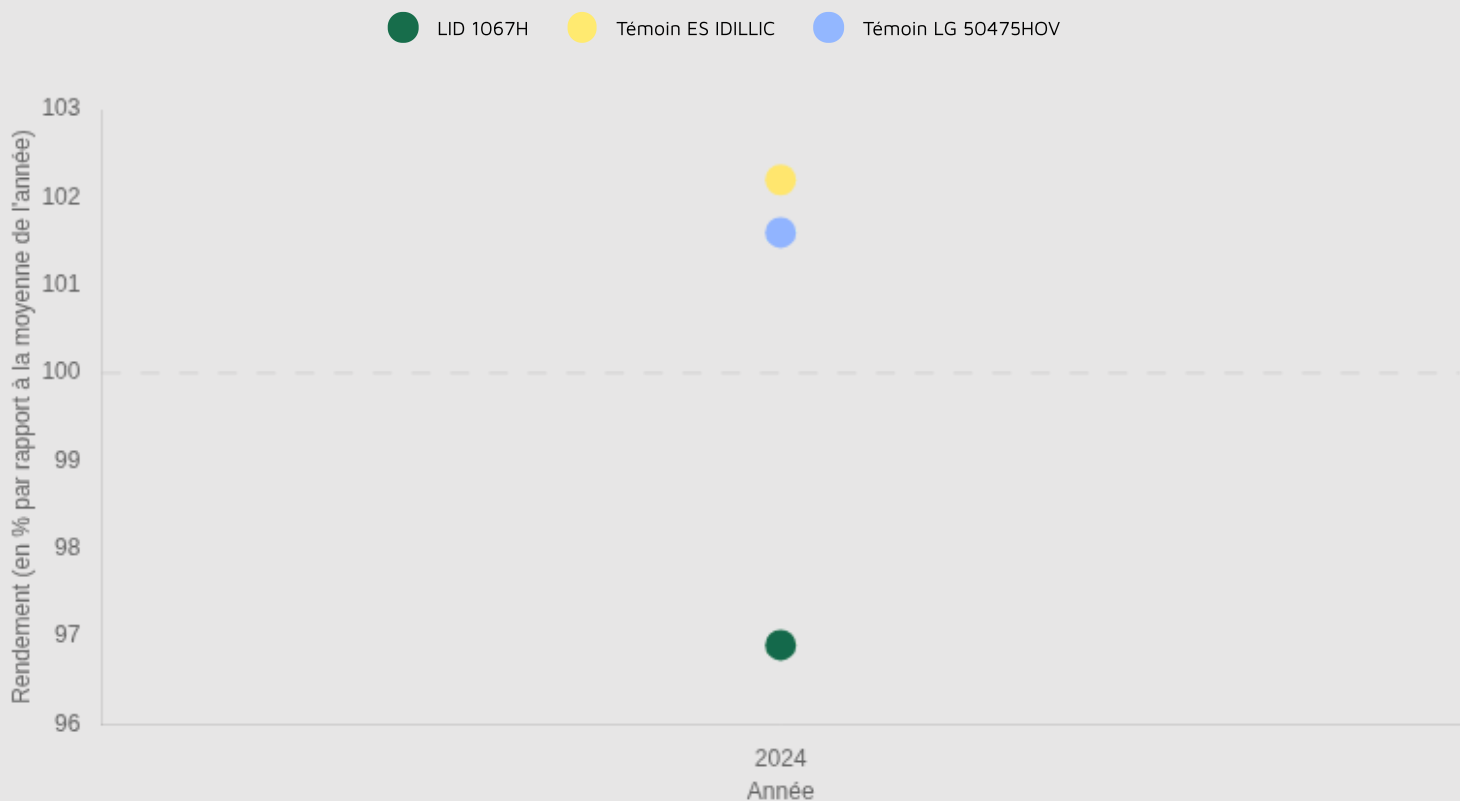 LID 1067H
Témoin ES IDILLIC
Témoin LG 50475HOV
Rendement (en % par rapport à la moyenne de l'année)
103
102
101
100
99
98
97
96
2024
Année